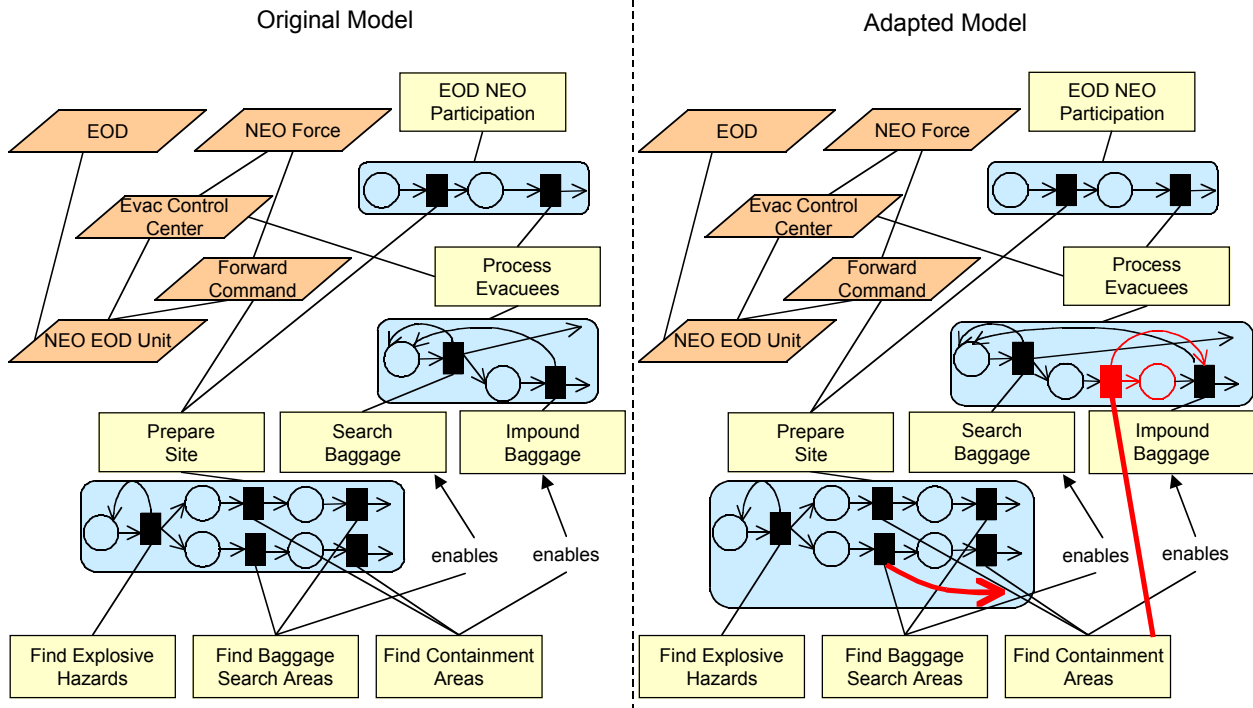 Original Model
EOD NEO
Participation
EOD
NEO Force
Evac Control
Center
Process
Evacuees
Forward
Command
NEO EOD Unit
Prepare
Site
Search
Baggage
Impound
Baggage
enables
enables
Find Explosive
Hazards
Find Baggage
Search Areas
Find Containment
Areas
Adapted Model
EOD NEO
Participation
EOD
NEO Force
Evac Control
Center
Process
Evacuees
Forward
Command
NEO EOD Unit
Prepare
Site
Search
Baggage
Impound
Baggage
enables
enables
Find Explosive
Hazards
Find Baggage
Search Areas
Find Containment
Areas